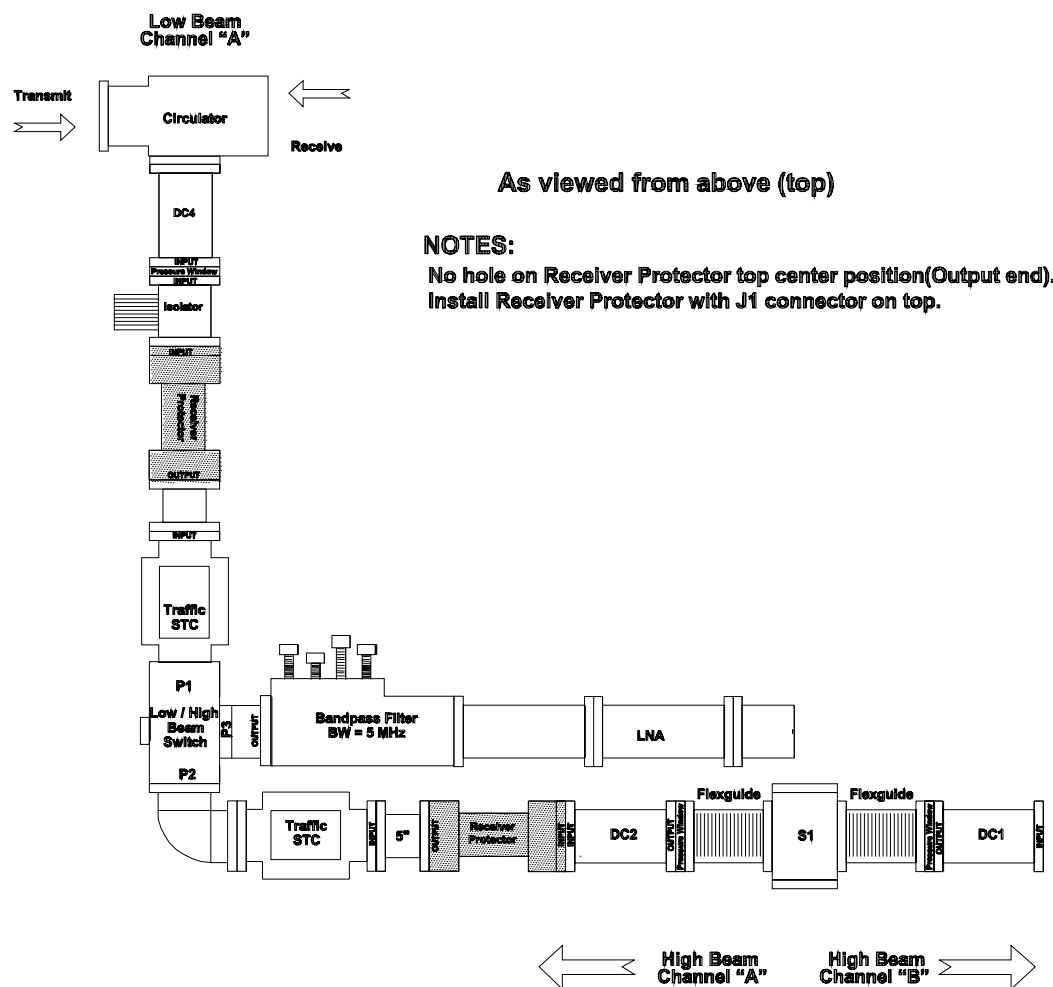 Low Beam
Channel "A"
Transmit
Circulator
Receive
As viewed from above (top)
DC4
NOTES:
No hole on Receiver Protector top center position(Output end).
Install Receiver Protector with J1 connector on top.
INPUT
Pressure Window
INPUT
Isolator
INPUT
Receiver
Protector
OUTPUT
INPUT
Traffic
STC
P1
Low / High
Beam
Switch
P2
P3
OUTPUT
Bandpass Filter
BW = 5 MHz
LNA
Traffic
STC
INPUT
5"
OUTPUT
Receiver
Protector
INPUT
INPUT
DC2
OUTPUT
Pressure Window
Flexguide
S1
Flexguide
Pressure Window
OUTPUT
DC1
INPUT
High Beam
Channel "A"
High Beam
Channel "B"